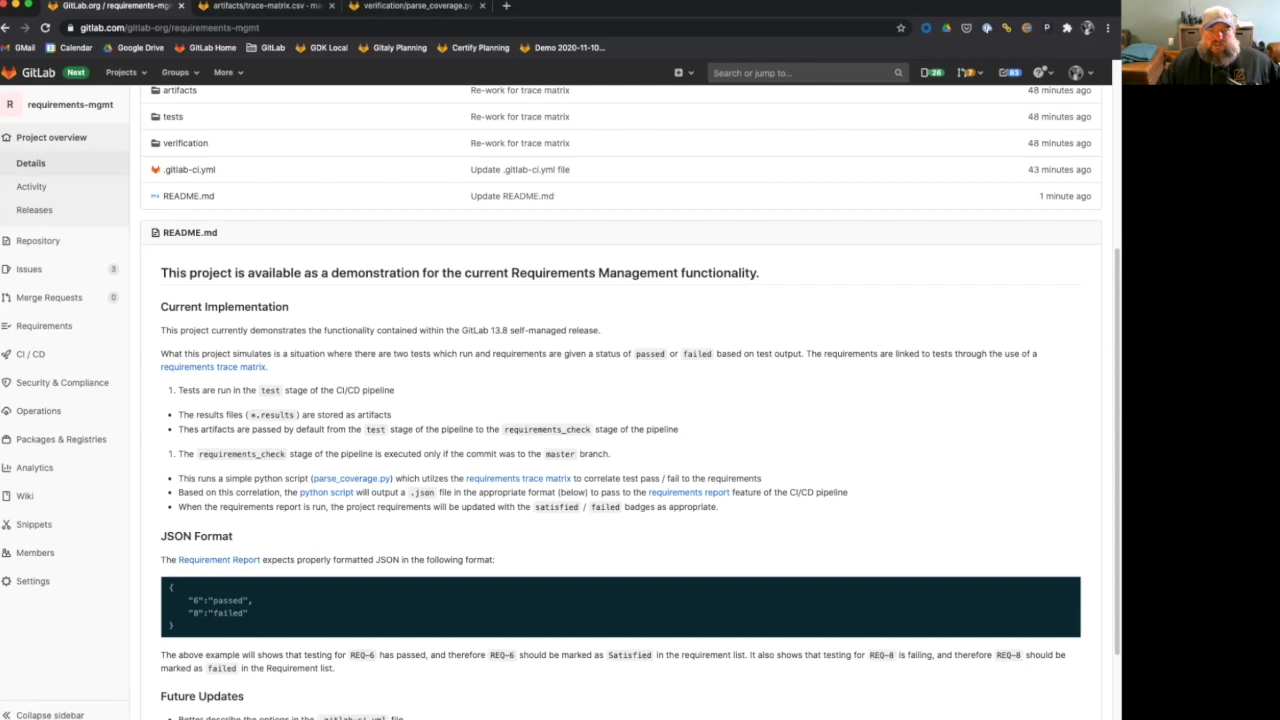 GitLab.org / requirements-mgm
artifacts/trace-matrix.csv · ma
verification/parse_coverage.py
gitlab.com/gitlab-org/requiremeents-mgmt
GMail
Calendar
Google Drive
GitLab Home
GitLab
GDK Local
Gitaly Planning
Certify Planning
Demo 2020-11-10...
GitLab Next Projects Groups More Search or jump to... 26 7 83
R requirements-mgmt
Project overview
Details
Activity
Releases
Repository
Issues 3
Merge Requests 0
Requirements
CI / CD
Security & Compliance
Operations
Packages & Registries
Analytics
Wiki
Snippets
Members
Settings
Collapse sidebar
artifacts Re-work for trace matrix 48 minutes ago
tests Re-work for trace matrix 48 minutes ago
verification Re-work for trace matrix 48 minutes ago
.gitlab-ci.yml Update .gitlab-ci.yml file 43 minutes ago
README.md Update README.md 1 minute ago
README.md
This project is available as a demonstration for the current Requirements Management functionality.
Current Implementation
This project currently demonstrates the functionality contained within the GitLab 13.8 self-managed release.
What this project simulates is a situation where there are two tests which run and requirements are given a status of passed or failed based on test output. The requirements are linked to tests through the use of a
requirements trace matrix.
1. Tests are run in the test stage of the CI/CD pipeline
• The results files ( *.results ) are stored as artifacts
• Thes artifacts are passed by default from the test stage of the pipeline to the requirements_check stage of the pipeline
1. The requirements_check stage of the pipeline is executed only if the commit was to the master branch.
• This runs a simple python script (parse_coverage.py) which utilzes the requirements trace matrix to correlate test pass / fail to the requirements
• Based on this correlation, the python script will output a .json file in the appropriate format (below) to pass to the requirements report feature of the CI/CD pipeline
• When the requirements report is run, the project requirements will be updated with the satisfied / failed badges as appropriate.
JSON Format
The Requirement Report expects properly formatted JSON in the following format:
{
"6":"passed",
"8":"failed"
}
The above example will shows that testing for REQ-6 has passed, and therefore REQ-6 should be marked as Satisfied in the requirement list. It also shows that testing for REQ-8 is failing, and therefore REQ-8 should be
marked as failed in the Requirement list.
Future Updates
• Better describe the options in the .gitlab-ci.yml file